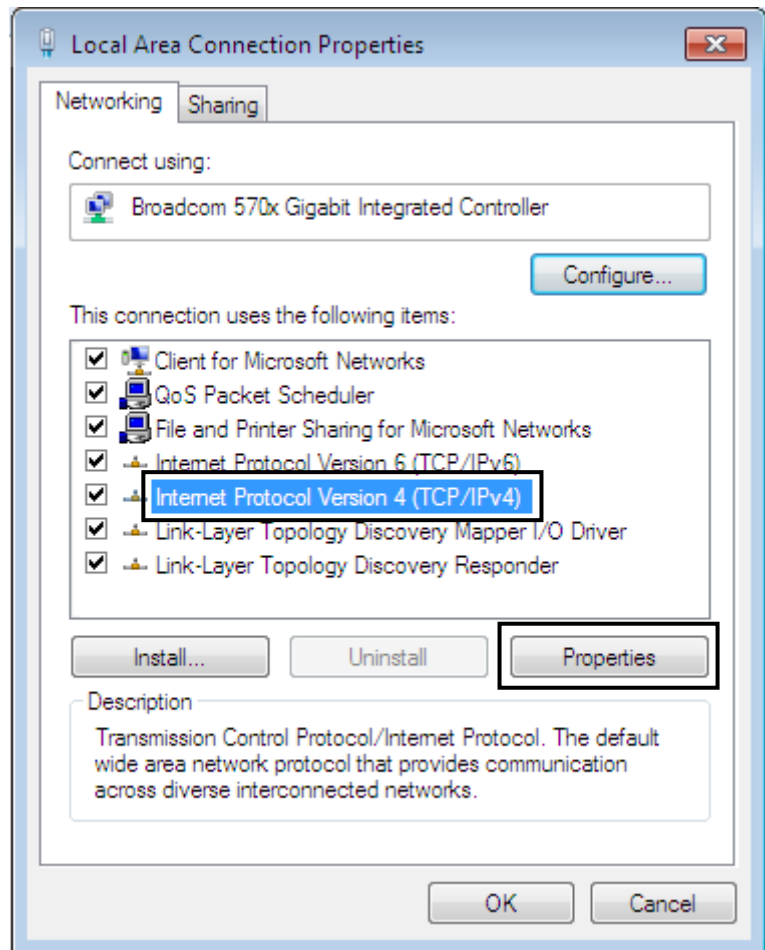 Local Area Connection Properties
Networking
Sharing
Connect using:
Broadcom 570x Gigabit Integrated Controller
Configure...
This connection uses the following items:
Client for Microsoft Networks
QoS Packet Scheduler
File and Printer Sharing for Microsoft Networks
Internet Protocol Version 6 (TCP/IPv6)
Internet Protocol Version 4 (TCP/IPv4)
Link-Layer Topology Discovery Mapper I/O Driver
Link-Layer Topology Discovery Responder
Install...
Uninstall
Properties
Description
Transmission Control Protocol/Internet Protocol. The default
wide area network protocol that provides communication
across diverse interconnected networks.
OK
Cancel